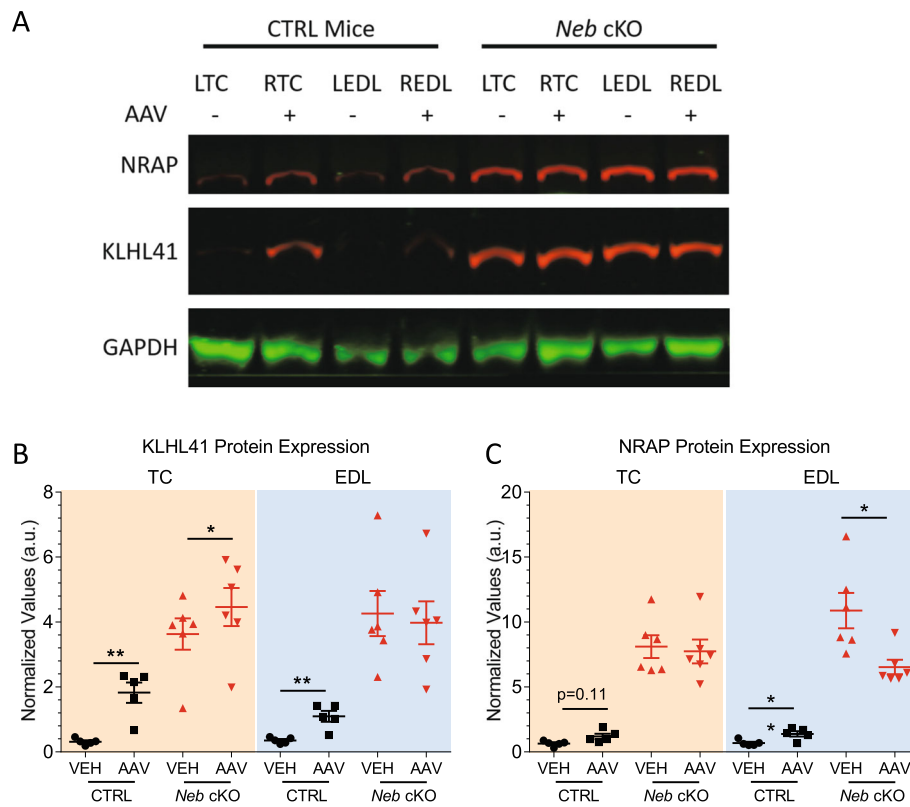 A
CTRL Mice Neb cKO
LTC RTC LEDL REDL LTC RTC LEDL REDL
AAV - + - + - + - +
NRAP
KLHL41
GAPDH
B
KLHL41 Protein Expression
TC EDL
Normalized Values (a.u.)
8
6
4
2
0
**
*
**
VEH AAV VEH AAV VEH AAV VEH AAV
CTRL Neb cKO CTRL Neb cKO
C
NRAP Protein Expression
TC EDL
Normalized Values (a.u.)
20
15
10
5
0
p=0.11
*
*
*
VEH AAV VEH AAV VEH AAV VEH AAV
CTRL Neb cKO CTRL Neb cKO